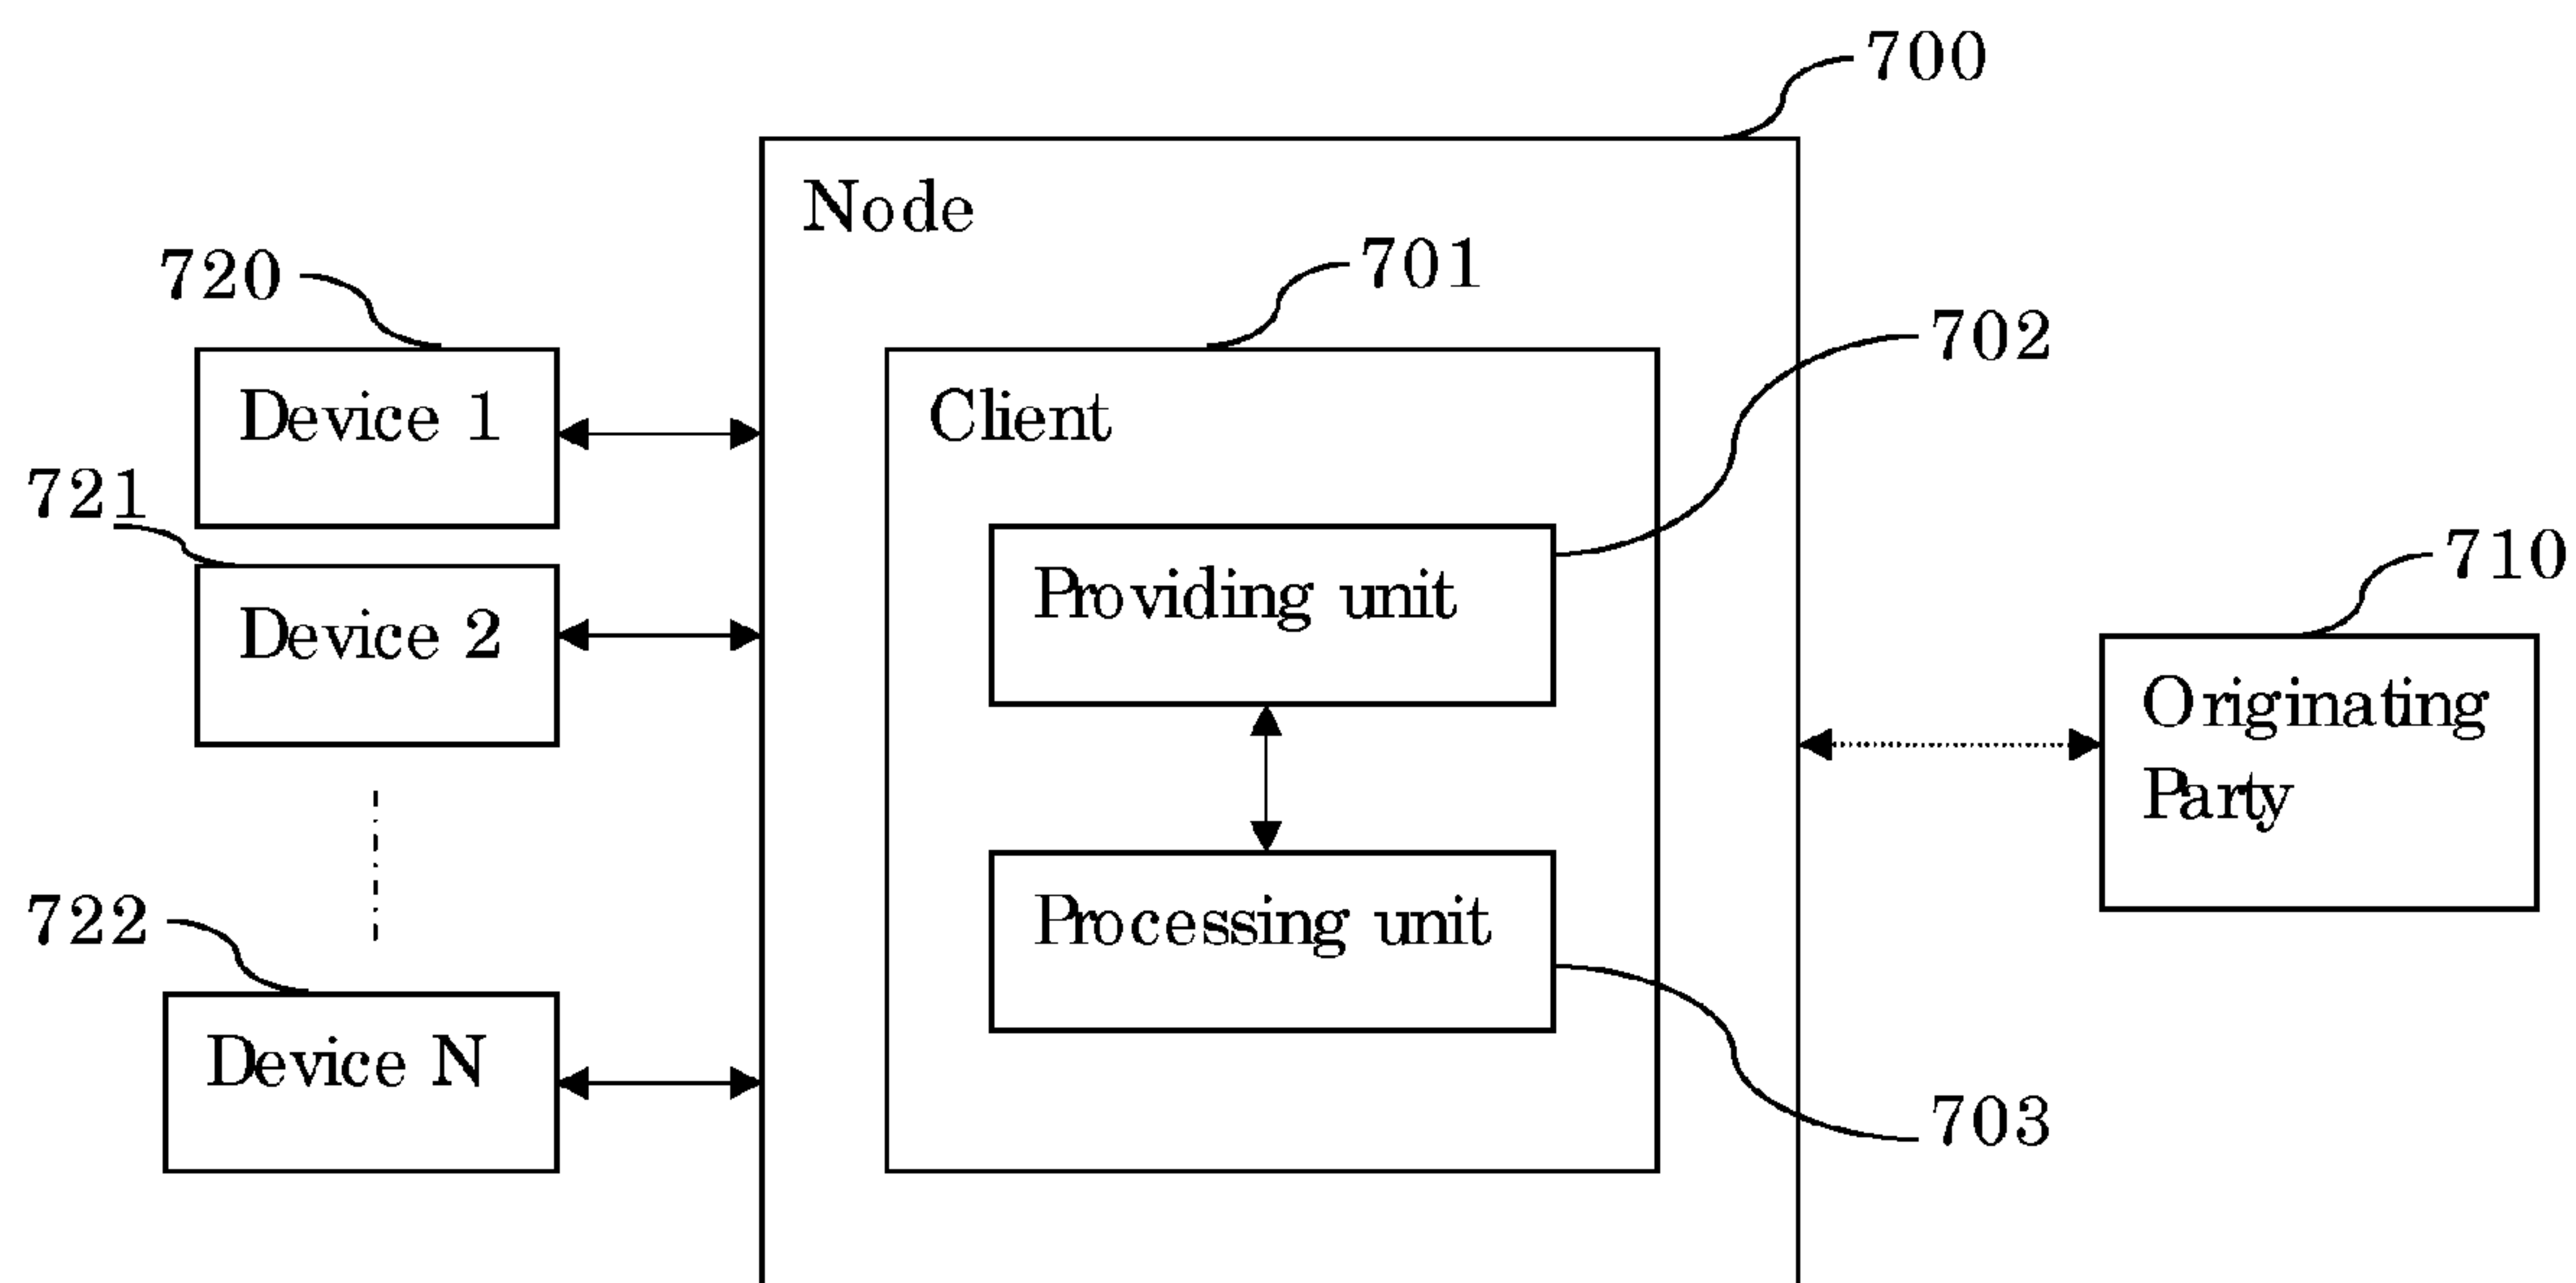 700
Node
720
701
702
Device 1
Client
721
710
Providing unit
Device 2
Originating
Party
722
Processing unit
Device N
703